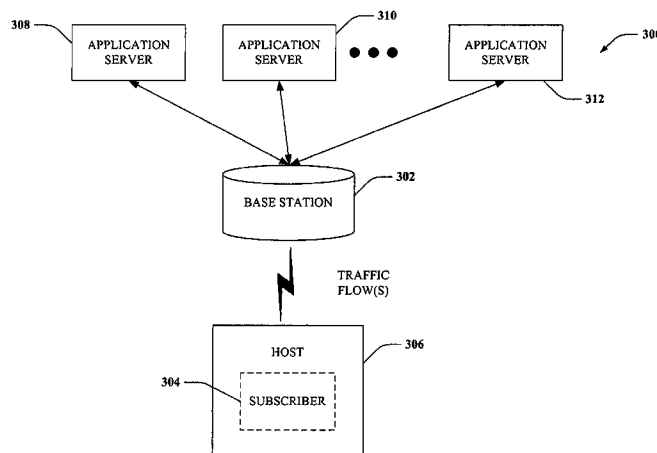 308
APPLICATION
SERVER
310
APPLICATION
SERVER
APPLICATION
SERVER
312
BASE STATION
302
TRAFFIC
FLOW(S)
HOST
306
304
SUBSCRIBER